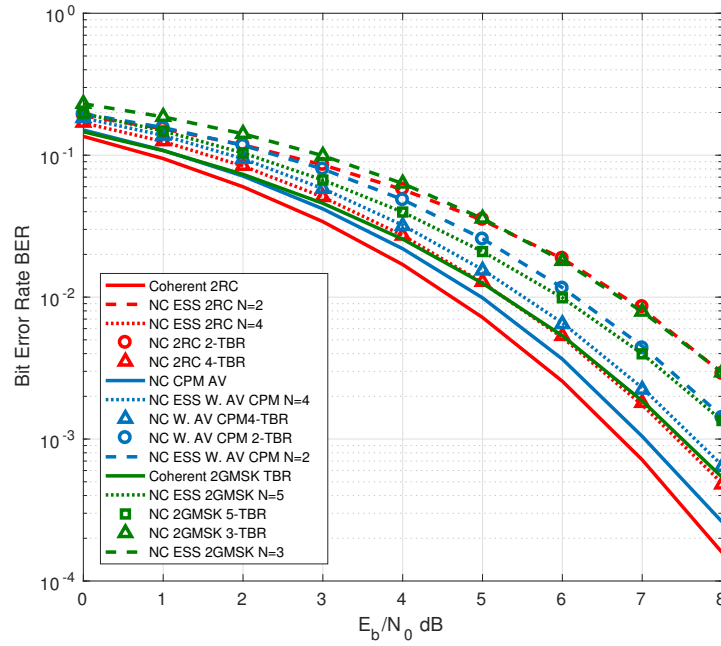 10^0
10^-1
10^-2
10^-3
10^-4
Bit Error Rate BER
Coherent 2RC
NC ESS 2RC N=2
NC ESS 2RC N=4
NC 2RC 2-TBR
NC 2RC 4-TBR
NC CPM AV
NC ESS W. AV CPM N=4
NC W. AV CPM4-TBR
NC W. AV CPM 2-TBR
NC ESS W. AV CPM N=2
Coherent 2GMSK TBR
NC ESS 2GMSK N=5
NC 2GMSK 5-TBR
NC 2GMSK 3-TBR
NC ESS 2GMSK N=3
0 1 2 3 4 5 6 7 8
E_b/N_0 dB